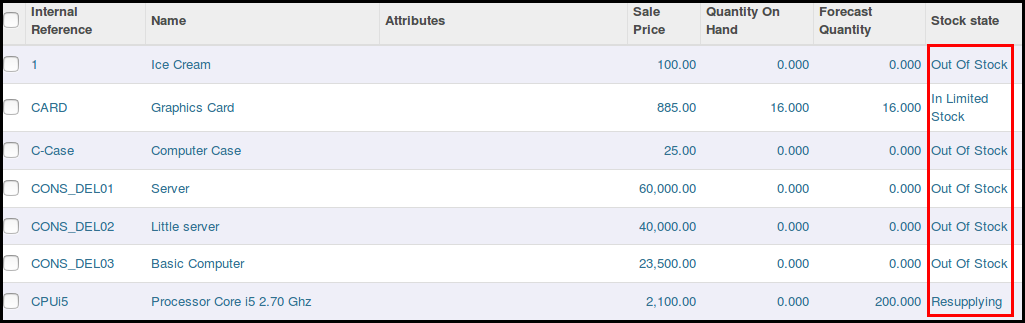 Internal Reference Name Attributes Sale Price Quantity On Hand Forecast Quantity Stock state
1 Ice Cream 100.00 0.000 0.000 Out Of Stock
CARD Graphics Card 885.00 16.000 16.000 In Limited Stock
C-Case Computer Case 25.00 0.000 0.000 Out Of Stock
CONS_DEL01 Server 60,000.00 0.000 0.000 Out Of Stock
CONS_DEL02 Little server 40,000.00 0.000 0.000 Out Of Stock
CONS_DEL03 Basic Computer 23,500.00 0.000 0.000 Out Of Stock
CPUi5 Processor Core i5 2.70 Ghz 2,100.00 0.000 200.000 Resupplying